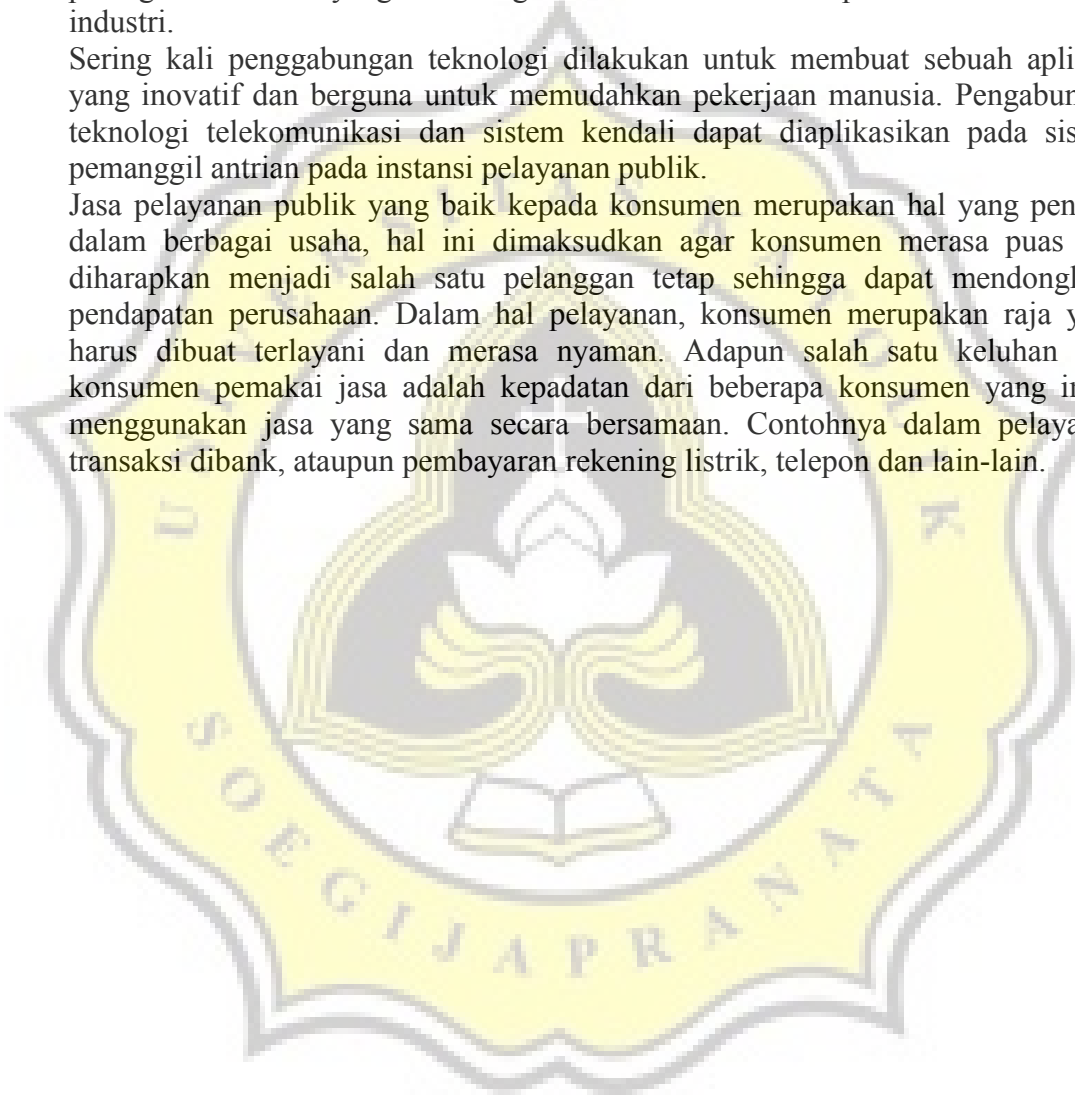 industri.
Sering kali penggabungan teknologi dilakukan untuk membuat sebuah apli
yang inovatif dan berguna untuk memudahkan pekerjaan manusia. Pengabun
teknologi telekomunikasi dan sistem kendali dapat diaplikasikan pada sis
pemanggil antrian pada instansi pelayanan publik.
Jasa pelayanan publik yang baik kepada konsumen merupakan hal yang pen
dalam berbagai usaha, hal ini dimaksudkan agar konsumen merasa puas
diharapkan menjadi salah satu pelanggan tetap sehingga dapat mendongk
pendapatan perusahaan. Dalam hal pelayanan, konsumen merupakan raja y
harus dibuat terlayani dan merasa nyaman. Adapun salah satu keluhan
konsumen pemakai jasa adalah kepadatan dari beberapa konsumen yang in
menggunakan jasa yang sama secara bersamaan. Contohnya dalam pelaya
transaksi dibank, ataupun pembayaran rekening listrik, telepon dan lain-lain.
UNIVERSITAS KATOLIK
SOEGIJAPRANATA